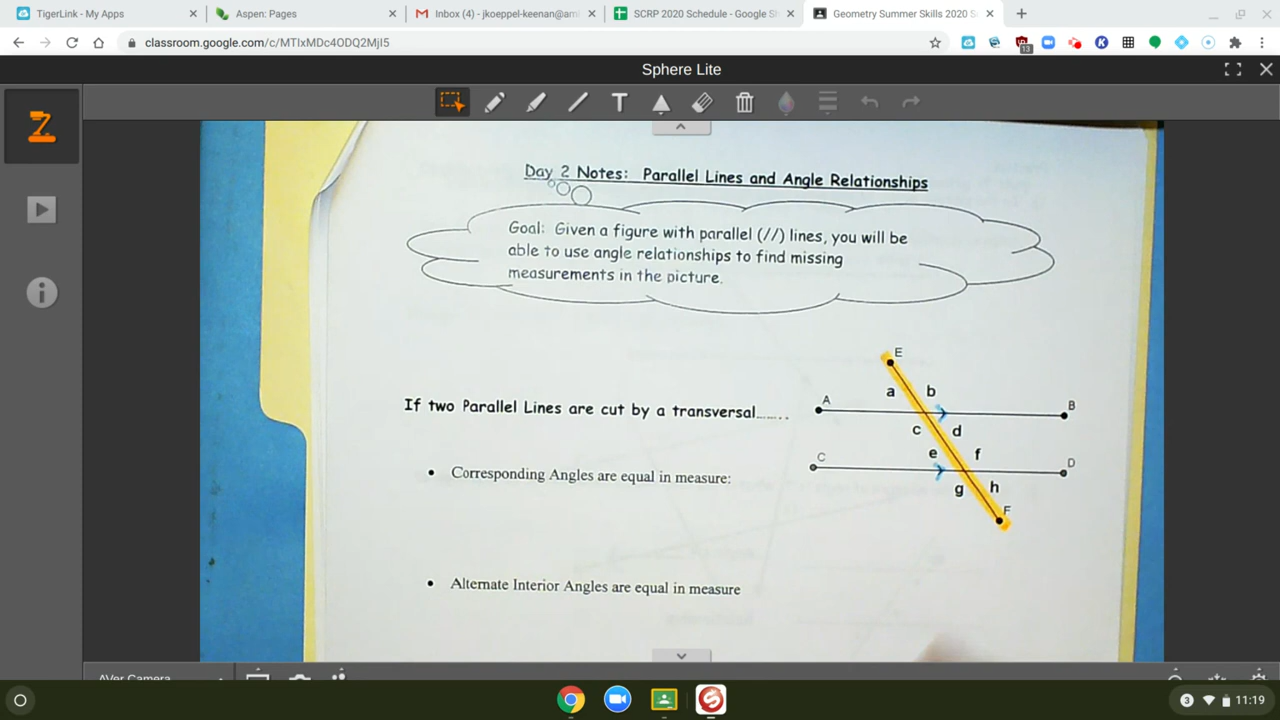 TigerLink - My Apps
Aspen: Pages
Inbox (4) - jkoeppel-keenan@am
SCRP 2020 Schedule - Google S
Geometry Summer Skills 2020 S
classroom.google.com/c/MTIxMDc4ODQ2MjI5
13
Sphere Lite
Day 2 Notes: Parallel Lines and Angle Relationships
Goal: Given a figure with parallel (//) lines, you will be
able to use angle relationships to find missing
measurements in the picture.
E
a b
A B
If two Parallel Lines are cut by a transversal........
c d
e f
C D
Corresponding Angles are equal in measure:
g h
F
Alternate Interior Angles are equal in measure
AVer Camera
3 11:19